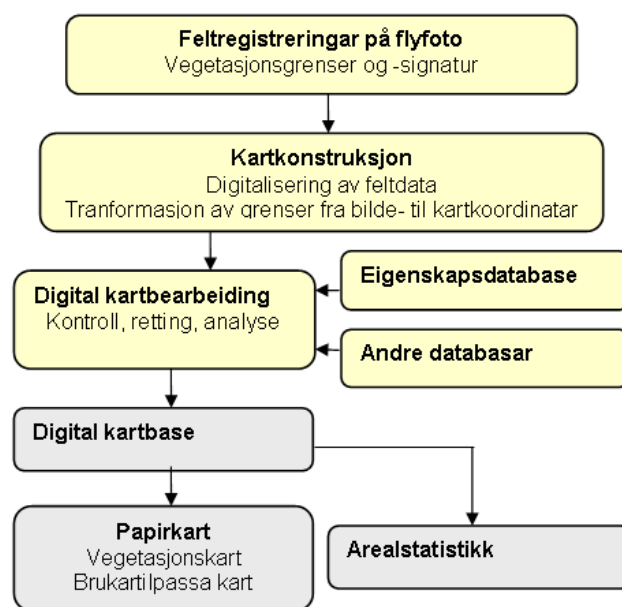 Feltregistreringar på flyfoto
Vegetasjonsgrenser og -signatur
Kartkonstruksjon
Digitalisering av feltdata
Tranformasjon av grenser fra bilde- til kartkoordinatar
Digital kartbearbeiding
Kontroll, retting, analyse
Eigenskapsdatabase
Andre databasar
Digital kartbase
Papirkart
Vegetasjonskart
Brukartilpassa kart
Arealstatistikk